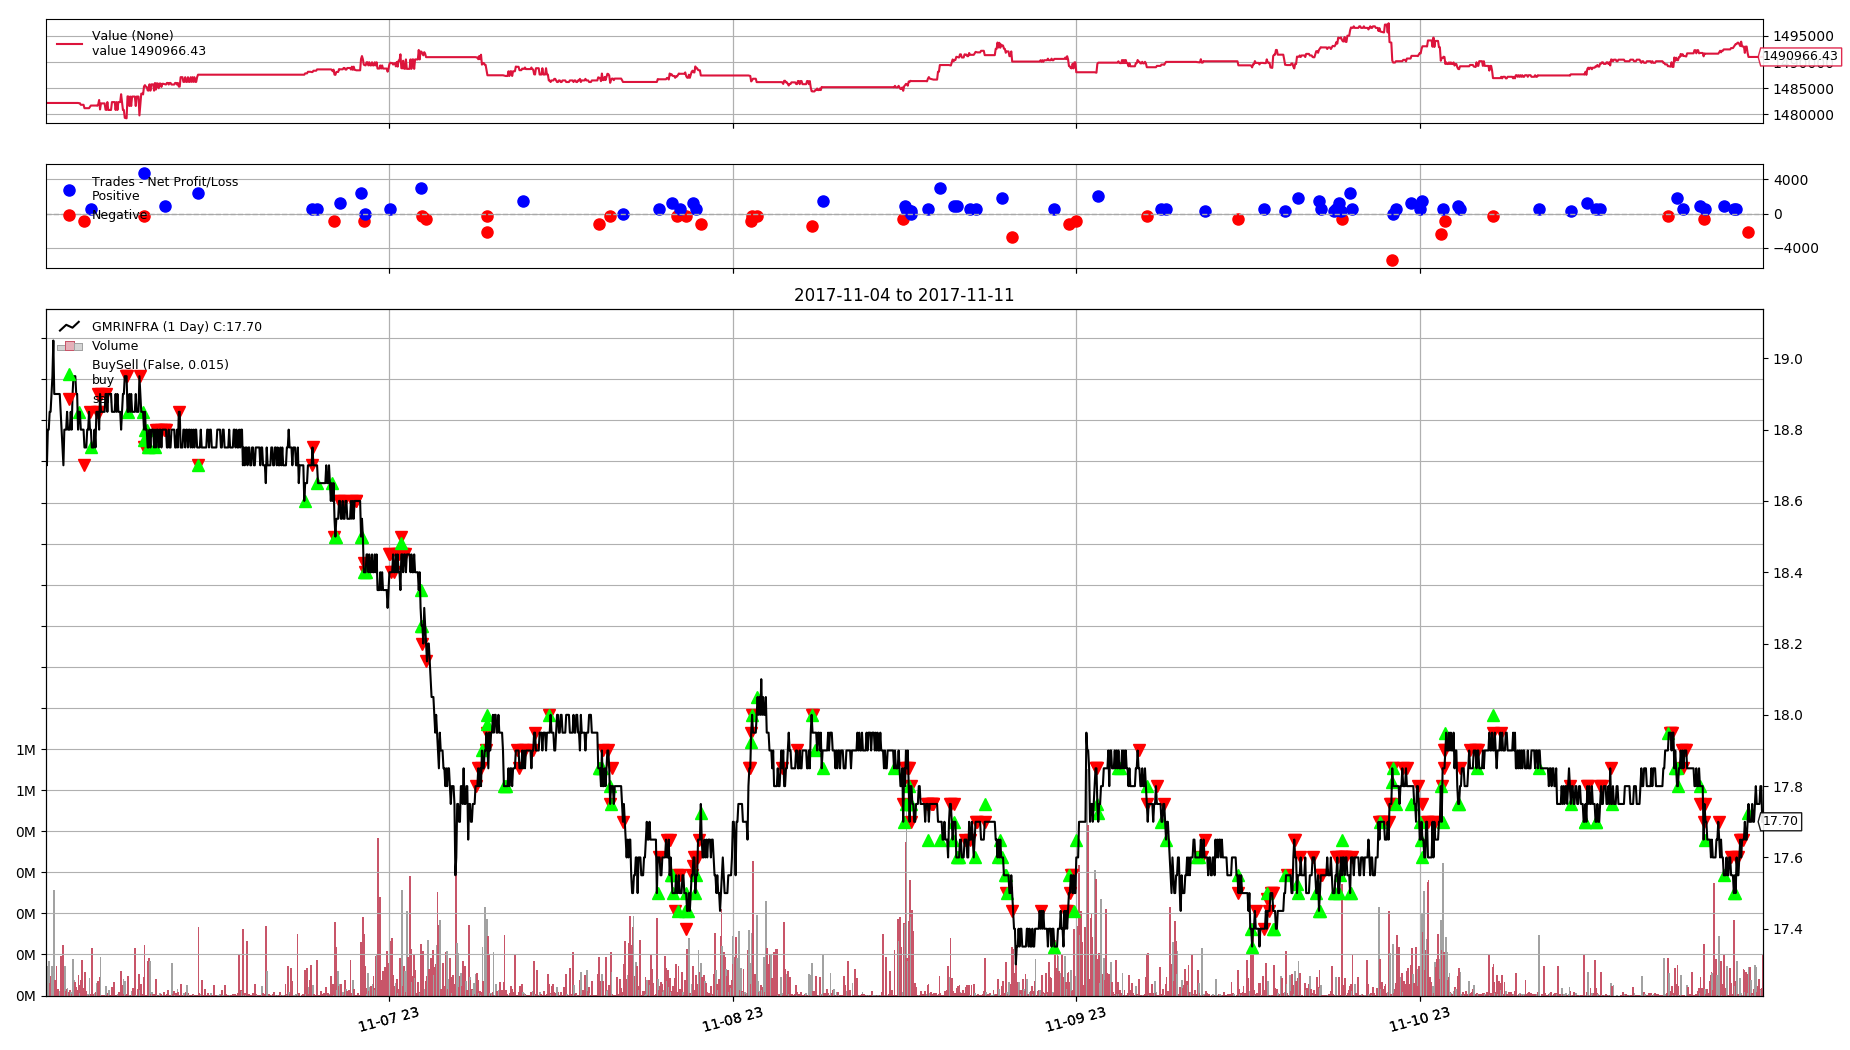 Value (None)
value 1490966.43
1495000
1490966.43
1485000
1480000
Trades - Net Profit/Loss
Positive
Negative
4000
0
−4000
2017-11-04 to 2017-11-11
GMRINFRA (1 Day) C:17.70
Volume
BuySell (False, 0.015)
buy
19.0
18.8
18.6
18.4
18.2
18.0
17.8
17.70
17.6
17.4
1M
1M
0M
0M
0M
0M
0M
11-07 23
11-08 23
11-09 23
11-10 23